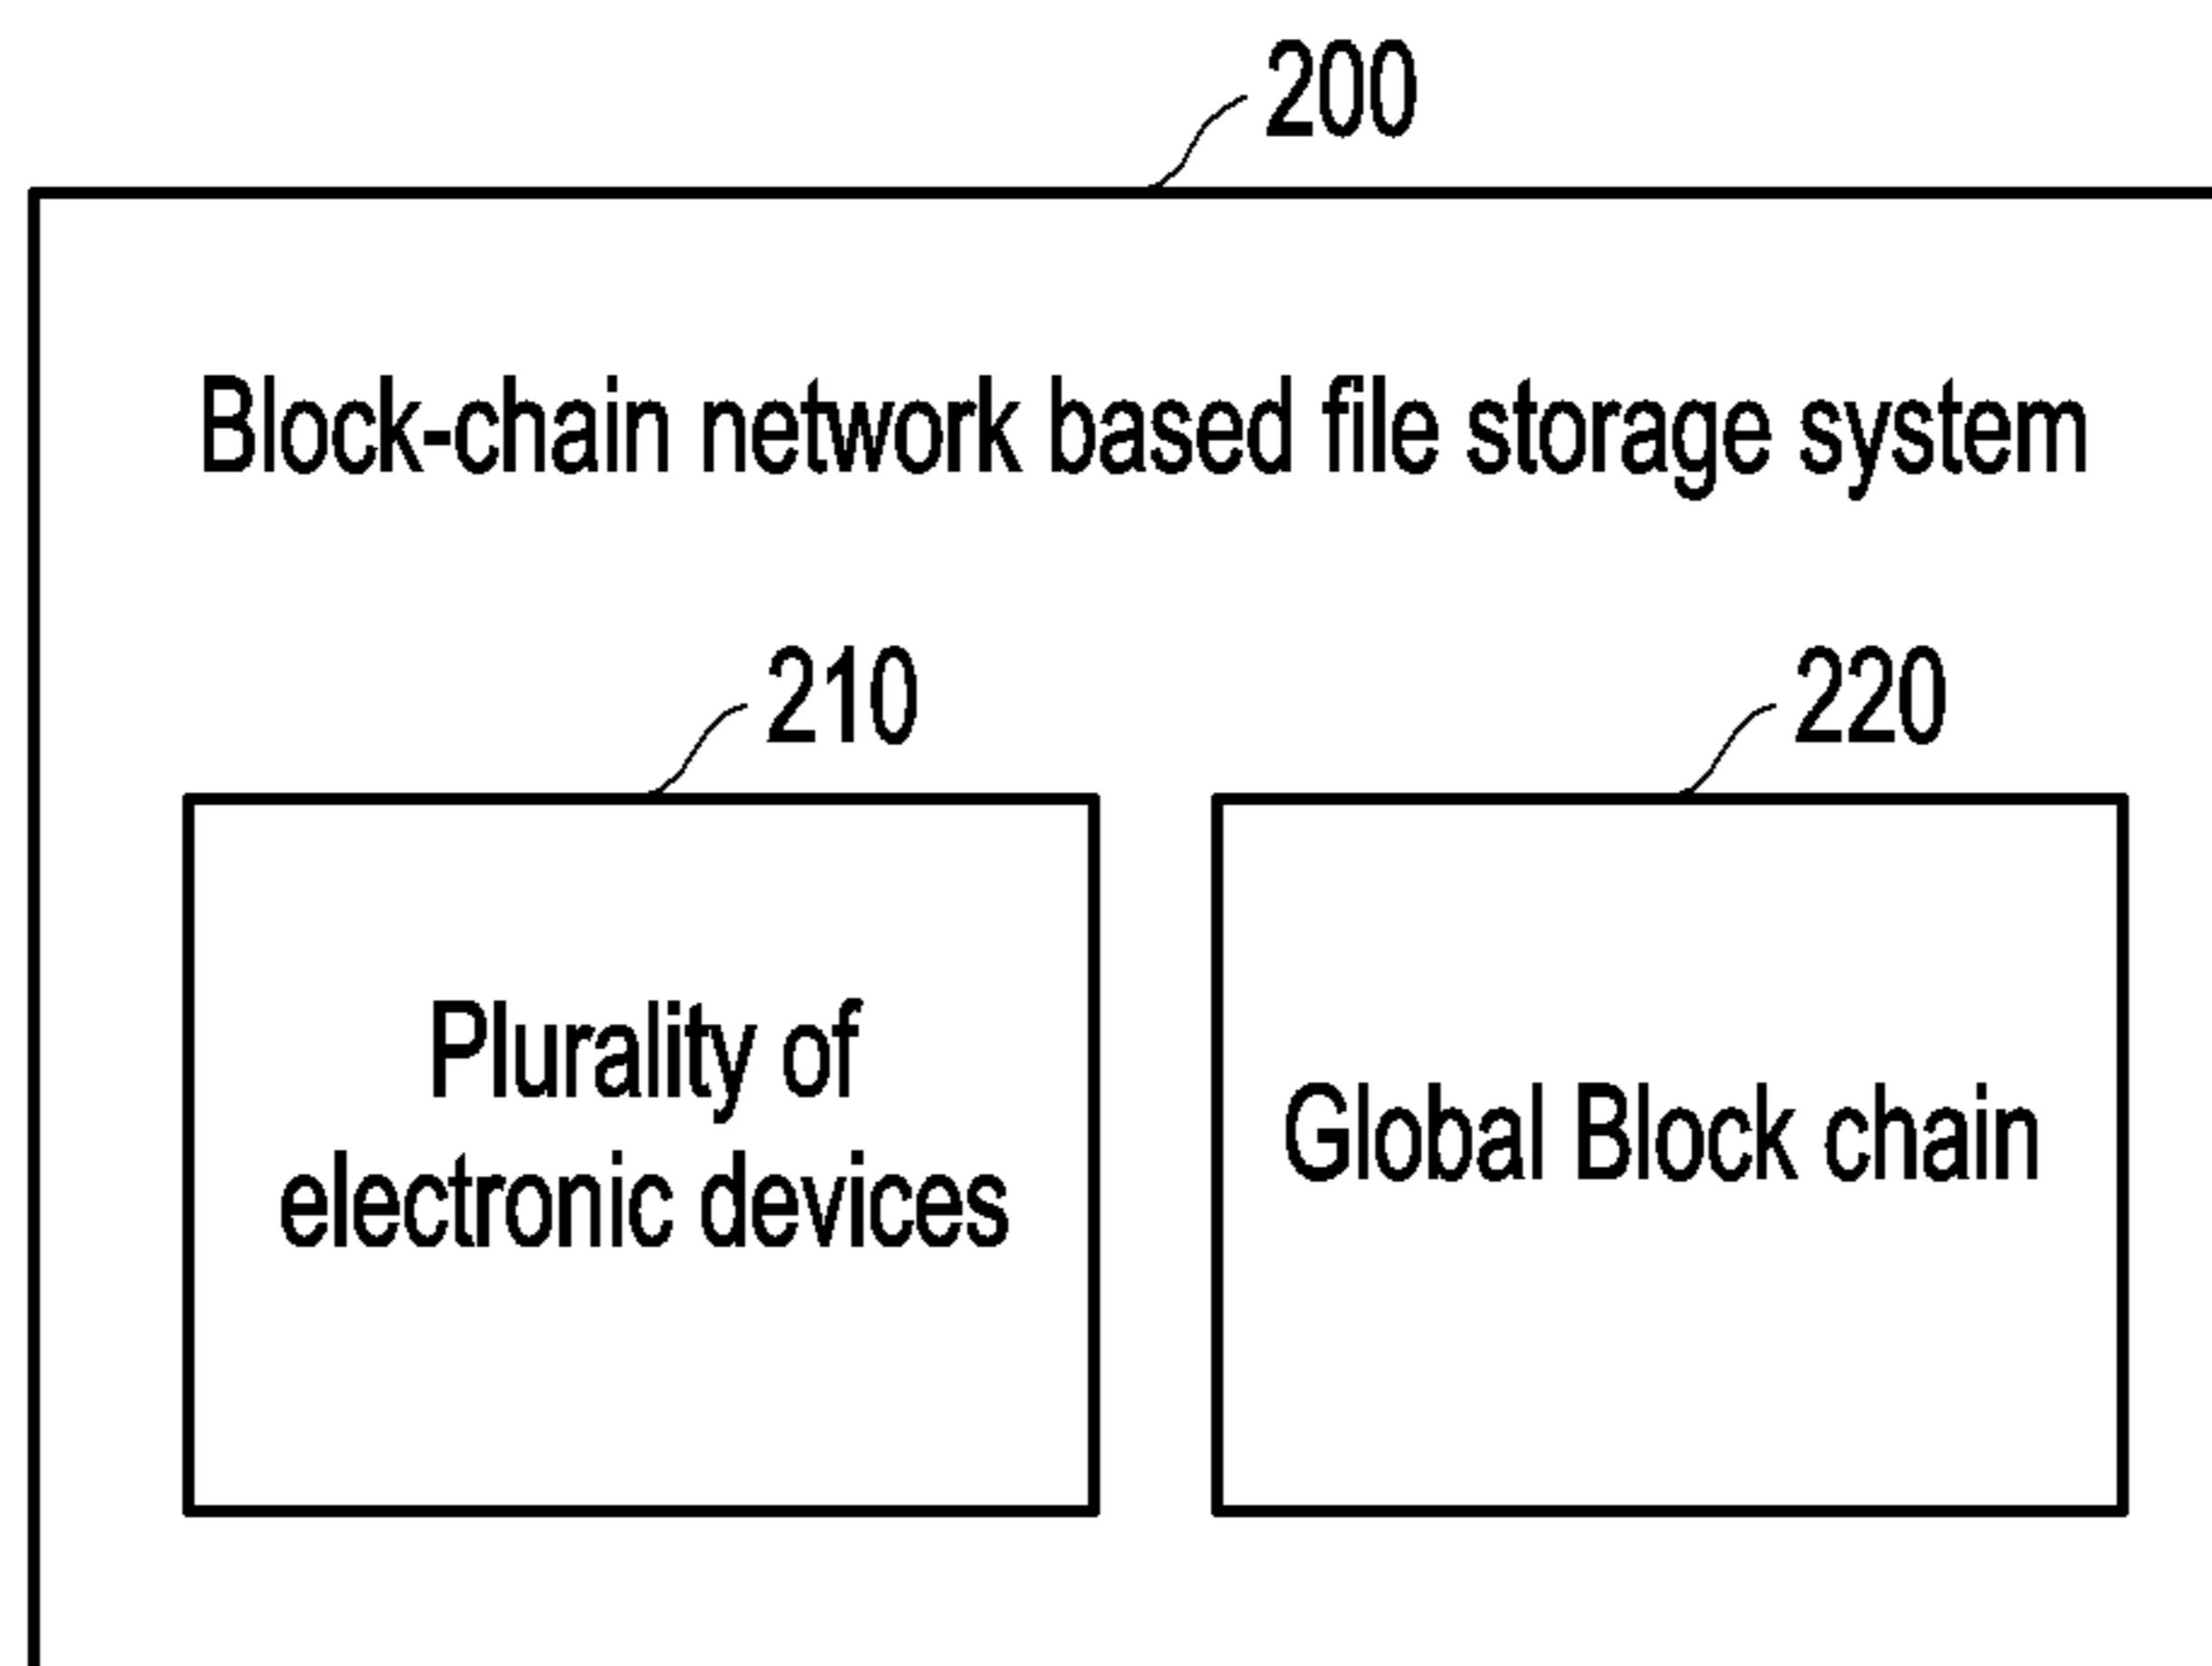 200
Block-chain network based file storage system
210
220
Plurality of
electronic devices
Global Block chain